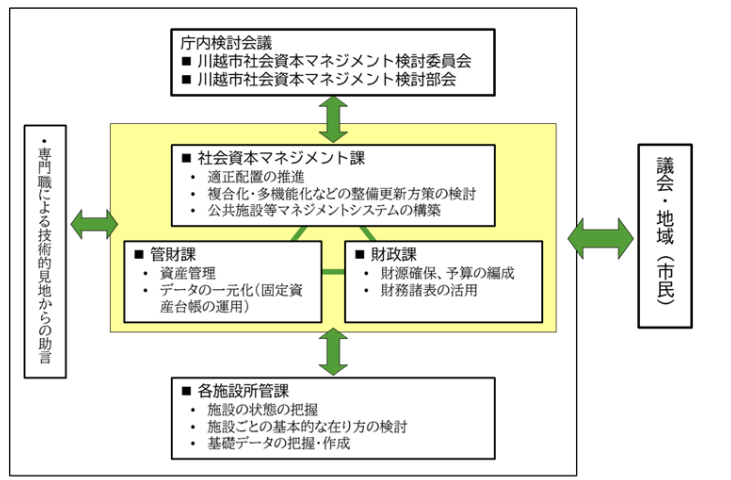 庁内検討会議
■ 川越市社会資本マネジメント検討委員会
■ 川越市社会資本マネジメント検討部会
・専門職による技術的見地からの助言
■ 社会資本マネジメント課
• 適正配置の推進
• 複合化・多機能化などの整備更新方策の検討
• 公共施設等マネジメントシステムの構築
■ 管財課
• 資産管理
• データの一元化（固定資
産台帳の運用）
■ 財政課
• 財源確保、予算の編成
• 財務諸表の活用
■ 各施設所管課
• 施設の状態の把握
• 施設ごとの基本的な在り方の検討
• 基礎データの把握・作成
議会・地域（市民）